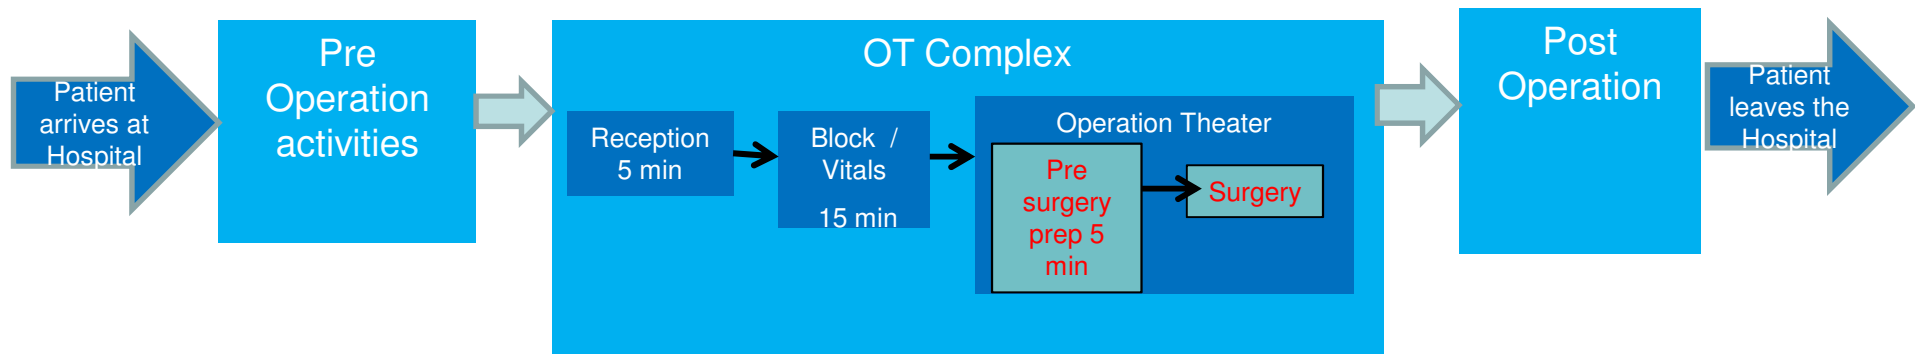 Patient
arrives at
Hospital
Pre
Operation
activities
OT Complex
Reception
5 min
Block / 
Vitals
15 min
Operation Theater
Pre
surgery
prep 5
min
Surgery
Post
Operation
Patient
leaves the
Hospital